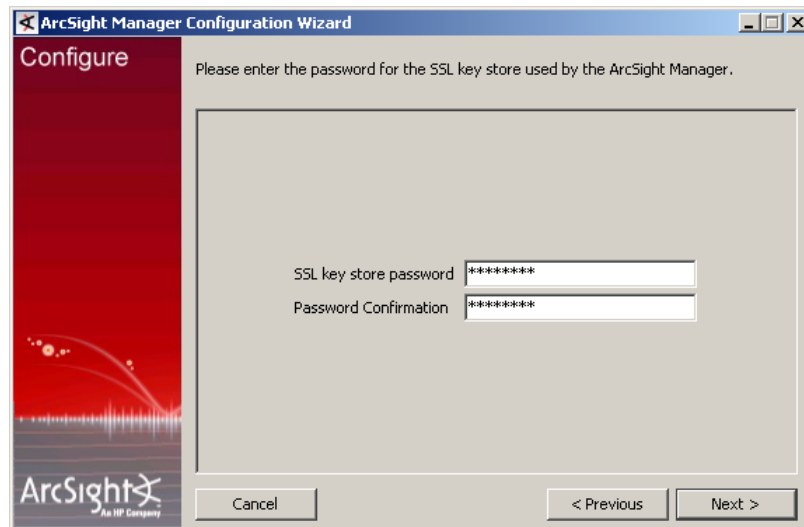 ArcSight Manager Configuration Wizard
Configure
Please enter the password for the SSL key store used by the ArcSight Manager.
SSL key store password ********
Password Confirmation ********
ArcSight
An HP Company
Cancel < Previous Next >